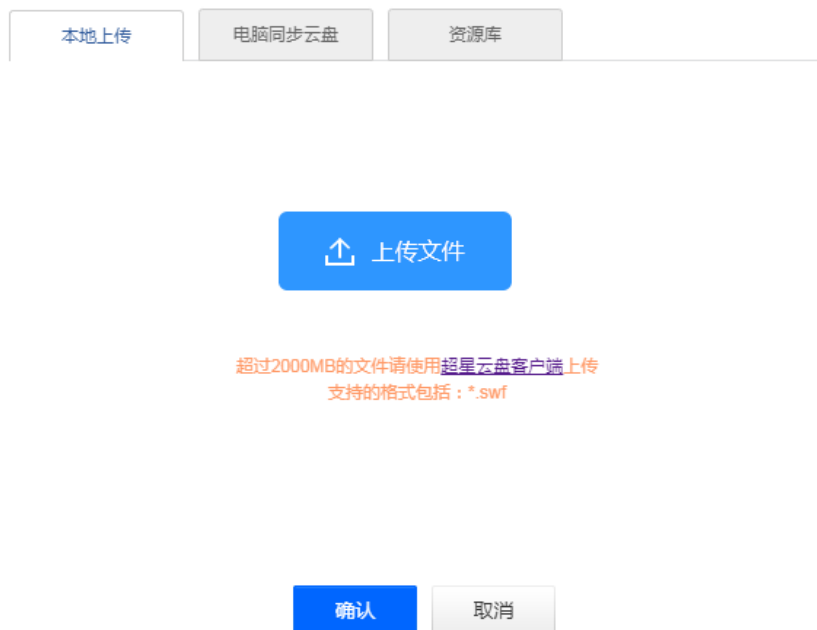 本地上传 电脑同步云盘 资源库
上传文件
超过2000MB的文件请使用超星云盘客户端上传
支持的格式包括：*.swf
确认 取消